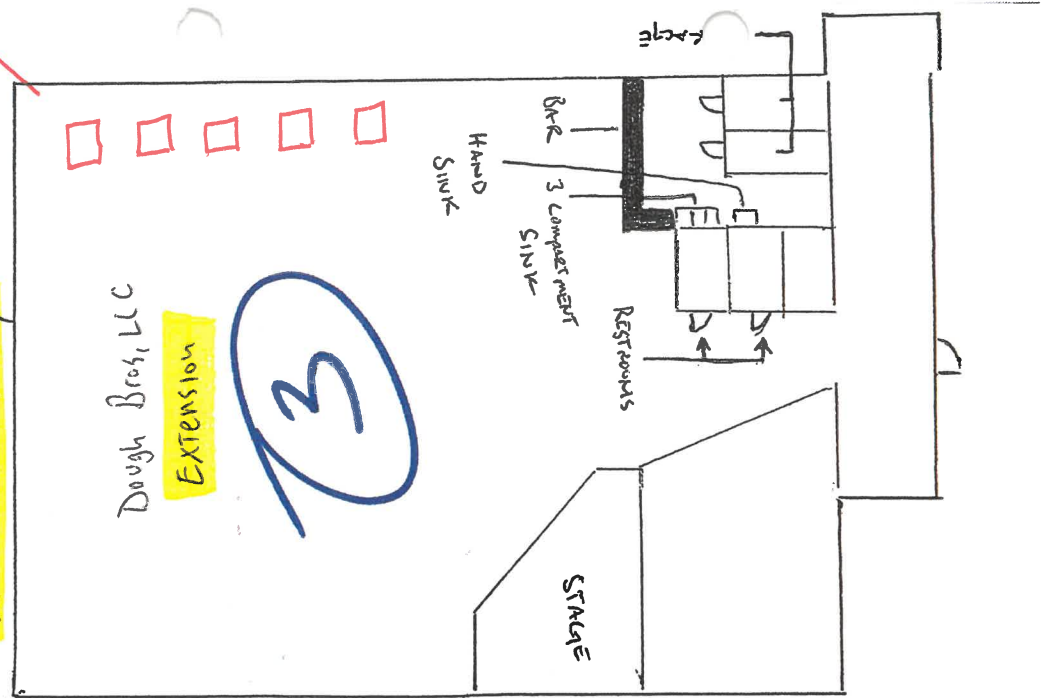 BAR
HAND
SINK
3 COMPARTMENT
SINK
RESTROOMS
STAGE
Dough Bros, LLC
Extension
3